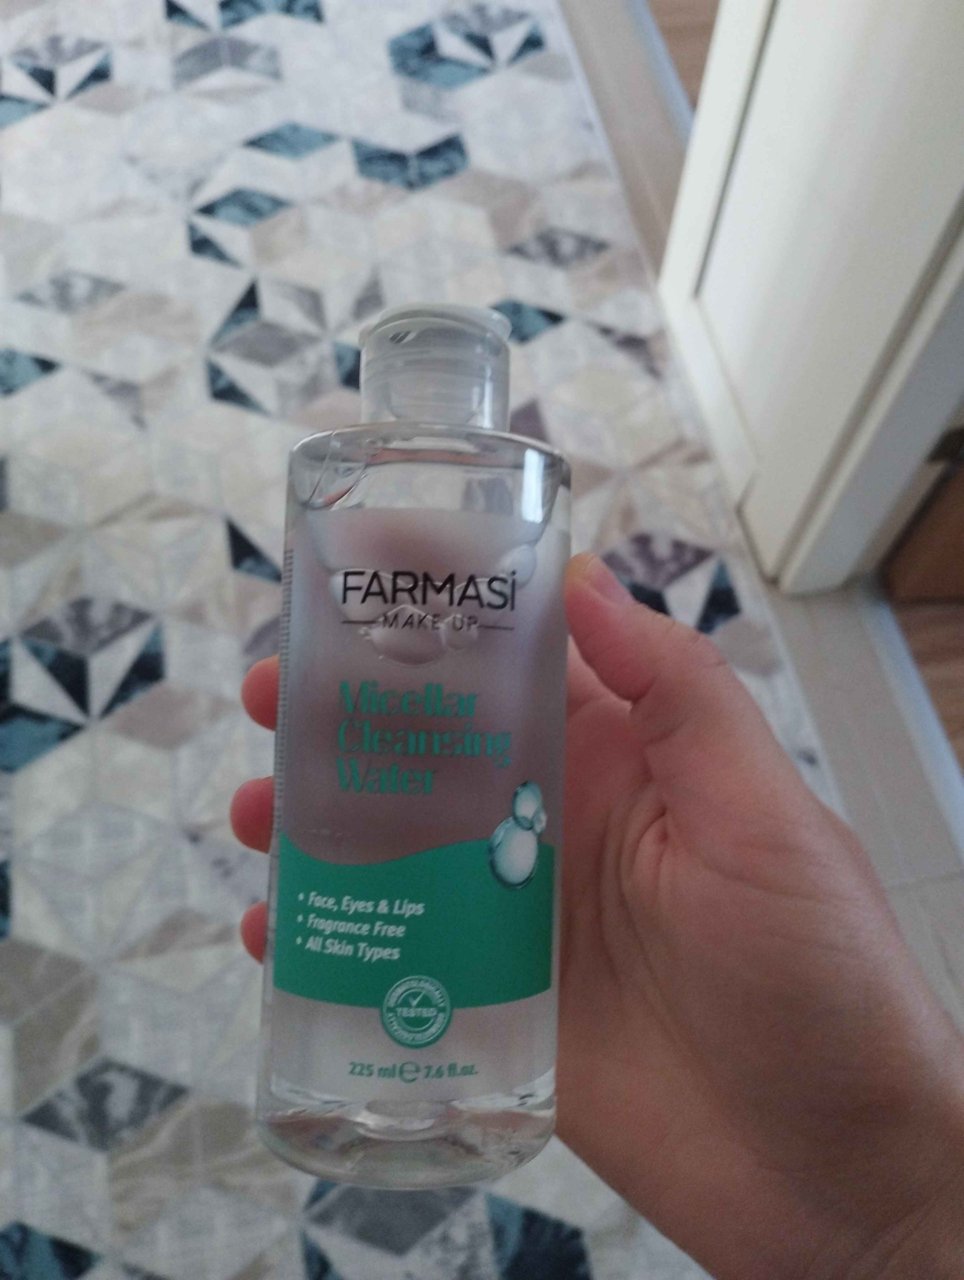 FARMASİ
MAKE UP
Micellar
Cleansing
Water
• Face, Eyes & Lips
• Fragrance Free
• All Skin Types
DERMATOLOGICALLY
TESTED
225 ml ℮ 7.6 fl.oz.